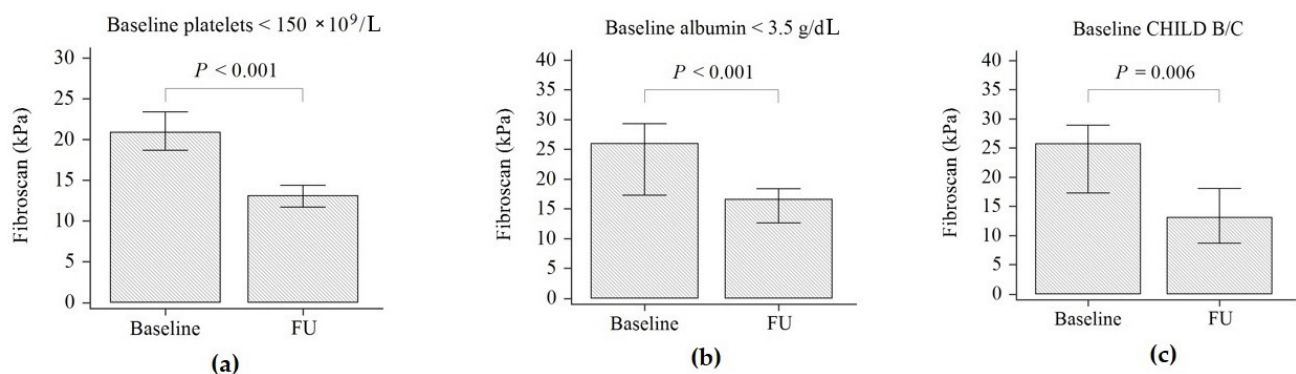 Baseline platelets < 150 ×10⁹/L
Fibroscan (kPa)
30
25
20
15
10
5
0
P < 0.001
Baseline
FU
(a)
Baseline albumin < 3.5 g/dL
Fibroscan (kPa)
40
35
30
25
20
15
10
5
0
P < 0.001
Baseline
FU
(b)
Baseline CHILD B/C
Fibroscan (kPa)
40
35
30
25
20
15
10
5
0
P = 0.006
Baseline
FU
(c)